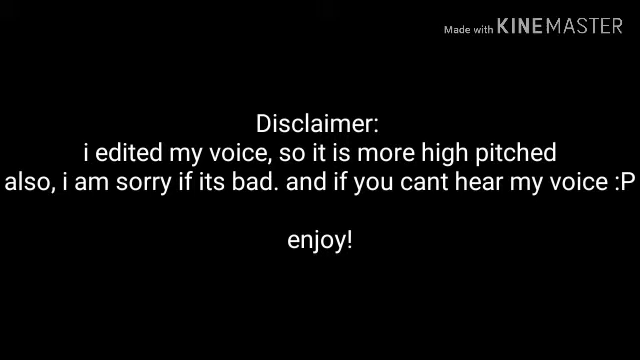 Made with KINEMASTER
Disclaimer:
i edited my voice, so it is more high pitched
also, i am sorry if its bad. and if you cant hear my voice :P
enjoy!